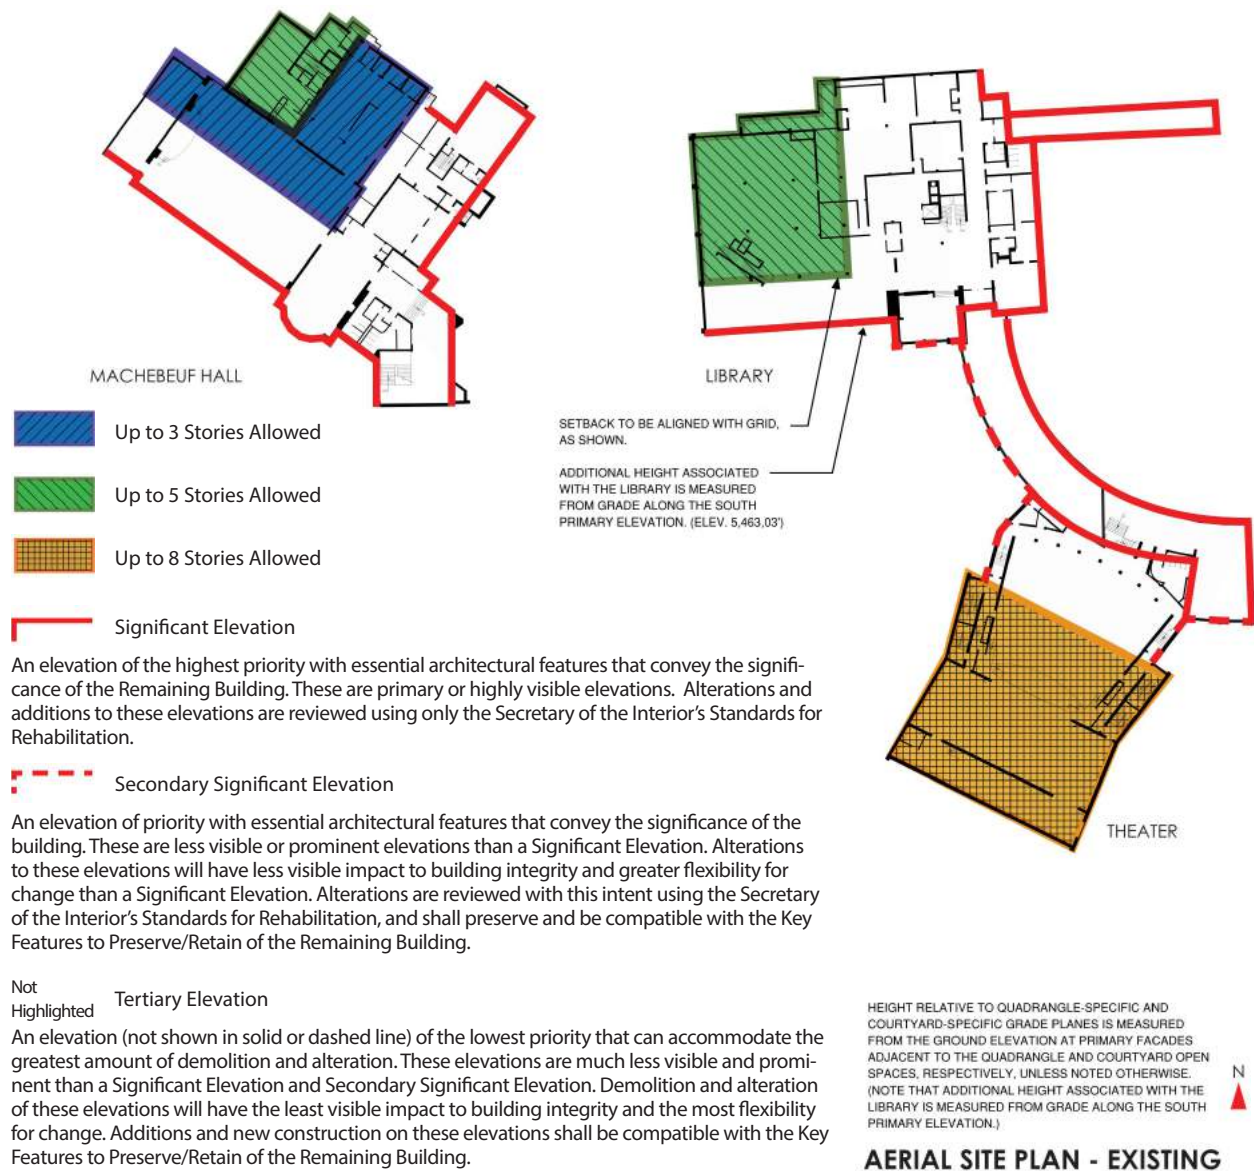 MACHEBEUF HALL
LIBRARY
Up to 3 Stories Allowed
Up to 5 Stories Allowed
Up to 8 Stories Allowed
SETBACK TO BE ALIGNED WITH GRID,
AS SHOWN.
ADDITIONAL HEIGHT ASSOCIATED
WITH THE LIBRARY IS MEASURED
FROM GRADE ALONG THE SOUTH
PRIMARY ELEVATION. (ELEV. 5,463,03')
THEATER
Significant Elevation
An elevation of the highest priority with essential architectural features that convey the signifi-
cance of the Remaining Building. These are primary or highly visible elevations. Alterations and
additions to these elevations are reviewed using only the Secretary of the Interior's Standards for
Rehabilitation.
Secondary Significant Elevation
An elevation of priority with essential architectural features that convey the significance of the
building. These are less visible or prominent elevations than a Significant Elevation. Alterations
to these elevations will have less visible impact to building integrity and greater flexibility for
change than a Significant Elevation. Alterations are reviewed with this intent using the Secretary
of the Interior's Standards for Rehabilitation, and shall preserve and be compatible with the Key
Features to Preserve/Retain of the Remaining Building.
Not
Highlighted
Tertiary Elevation
An elevation (not shown in solid or dashed line) of the lowest priority that can accommodate the
greatest amount of demolition and alteration. These elevations are much less visible and promi-
nent than a Significant Elevation and Secondary Significant Elevation. Demolition and alteration
of these elevations will have the least visible impact to building integrity and the most flexibility
for change. Additions and new construction on these elevations shall be compatible with the Key
Features to Preserve/Retain of the Remaining Building.
HEIGHT RELATIVE TO QUADRANGLE-SPECIFIC AND
COURTYARD-SPECIFIC GRADE PLANES IS MEASURED
FROM THE GROUND ELEVATION AT PRIMARY FACADES
ADJACENT TO THE QUADRANGLE AND COURTYARD OPEN
SPACES, RESPECTIVELY, UNLESS NOTED OTHERWISE.
(NOTE THAT ADDITIONAL HEIGHT ASSOCIATED WITH THE
LIBRARY IS MEASURED FROM GRADE ALONG THE SOUTH
PRIMARY ELEVATION.)
N
AERIAL SITE PLAN - EXISTING